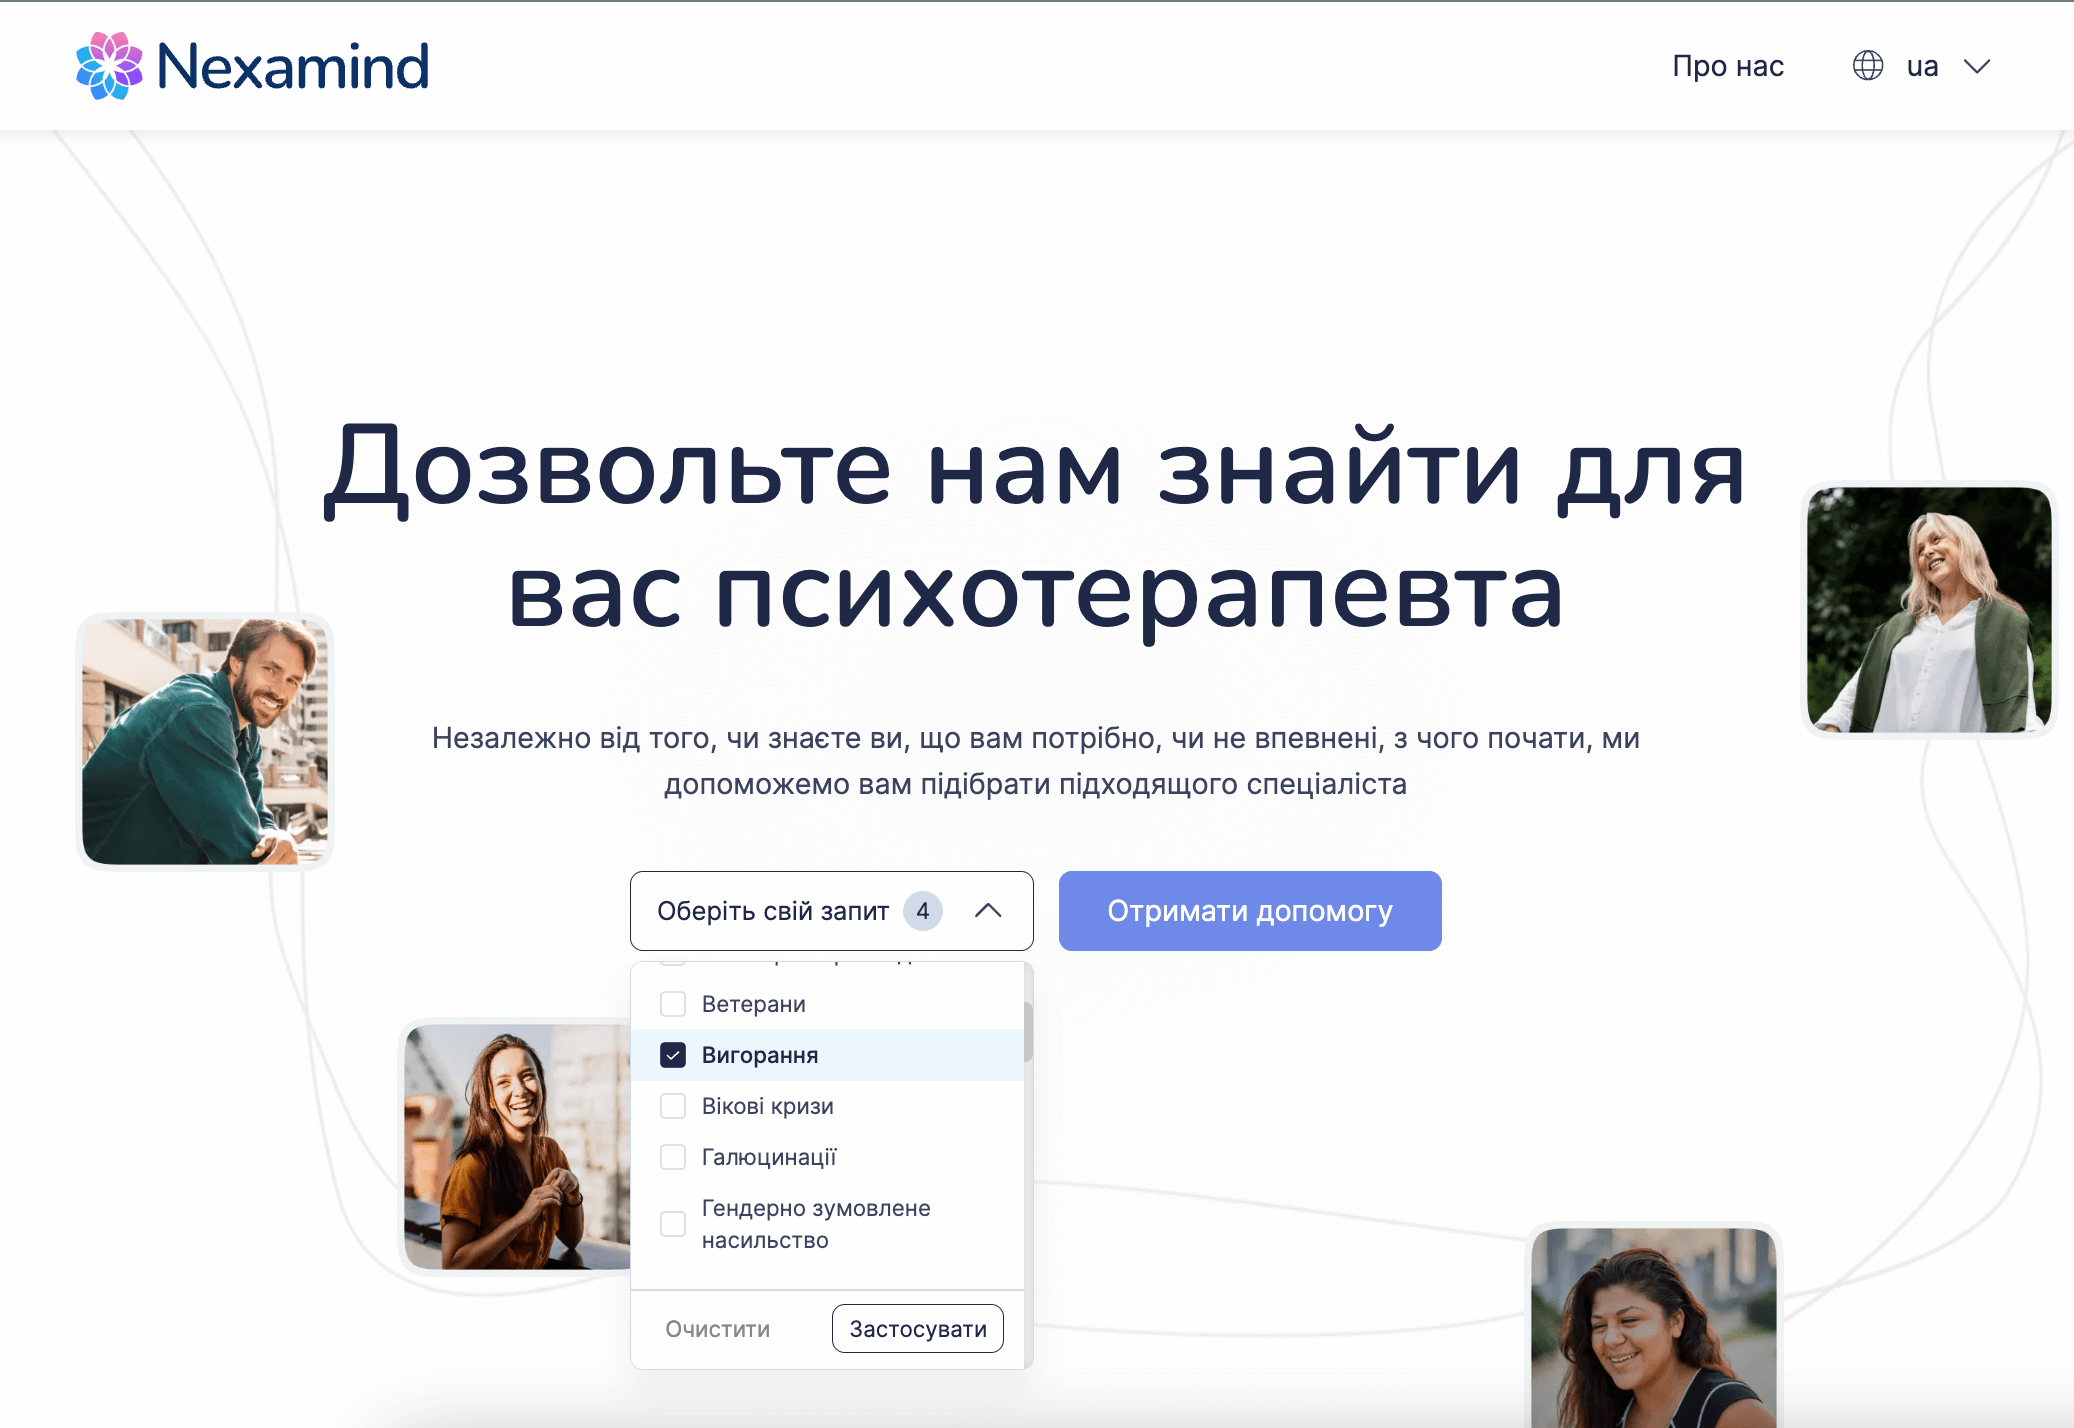 Nexamind
Про нас
ua
Дозвольте нам знайти для
вас психотерапевта
Незалежно від того, чи знаєте ви, що вам потрібно, чи не впевнені, з чого почати, ми
допоможемо вам підібрати підходящого спеціаліста
Оберіть свій запит 4
Отримати допомогу
Ветерани
Вигорання
Вікові кризи
Галюцинації
Гендерно зумовлене
насильство
Очистити
Застосувати